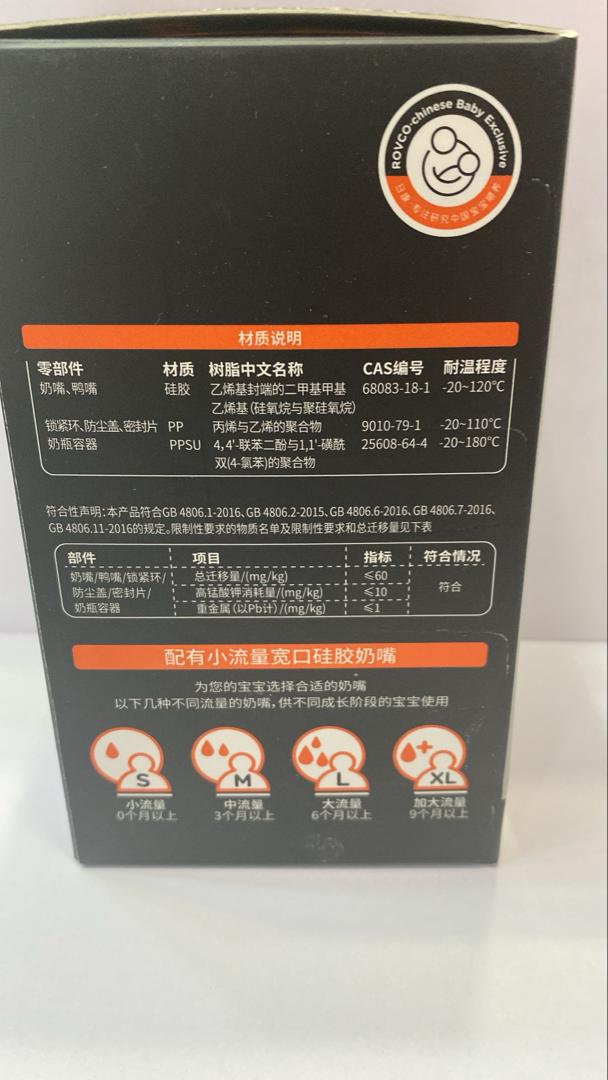 ROVCO·chinese Baby Exclusive
日康·专注研究中国宝宝喂养
材质说明
零部件 材质 树脂中文名称 CAS编号 耐温程度
奶嘴、鸭嘴 硅胶 乙烯基封端的二甲基甲基 68083-18-1 -20~120℃
乙烯基(硅氧烷与聚硅氧烷)
锁紧环、防尘盖、密封片 PP 丙烯与乙烯的聚合物 9010-79-1 -20~110℃
奶瓶容器 PPSU 4,4'-联苯二酚与1,1'-磺酰 25608-64-4 -20~180℃
双(4-氯苯)的聚合物
符合性声明:本产品符合GB 4806.1-2016、GB 4806.2-2015、GB 4806.6-2016、GB 4806.7-2016、
GB 4806.11-2016的规定。限制性要求的物质名单及限制性要求和总迁移量见下表
部件 项目 指标 符合情况
奶嘴/鸭嘴/锁紧环/ 总迁移量/(mg/kg) ≤60
防尘盖/密封片/ 高锰酸钾消耗量/(mg/kg) ≤10 符合
奶瓶容器 重金属(以Pb计)/(mg/kg) ≤1
配有小流量宽口硅胶奶嘴
为您的宝宝选择合适的奶嘴
以下几种不同流量的奶嘴,供不同成长阶段的宝宝使用
S M L XL
小流量 中流量 大流量 加大流量
0个月以上 3个月以上 6个月以上 9个月以上